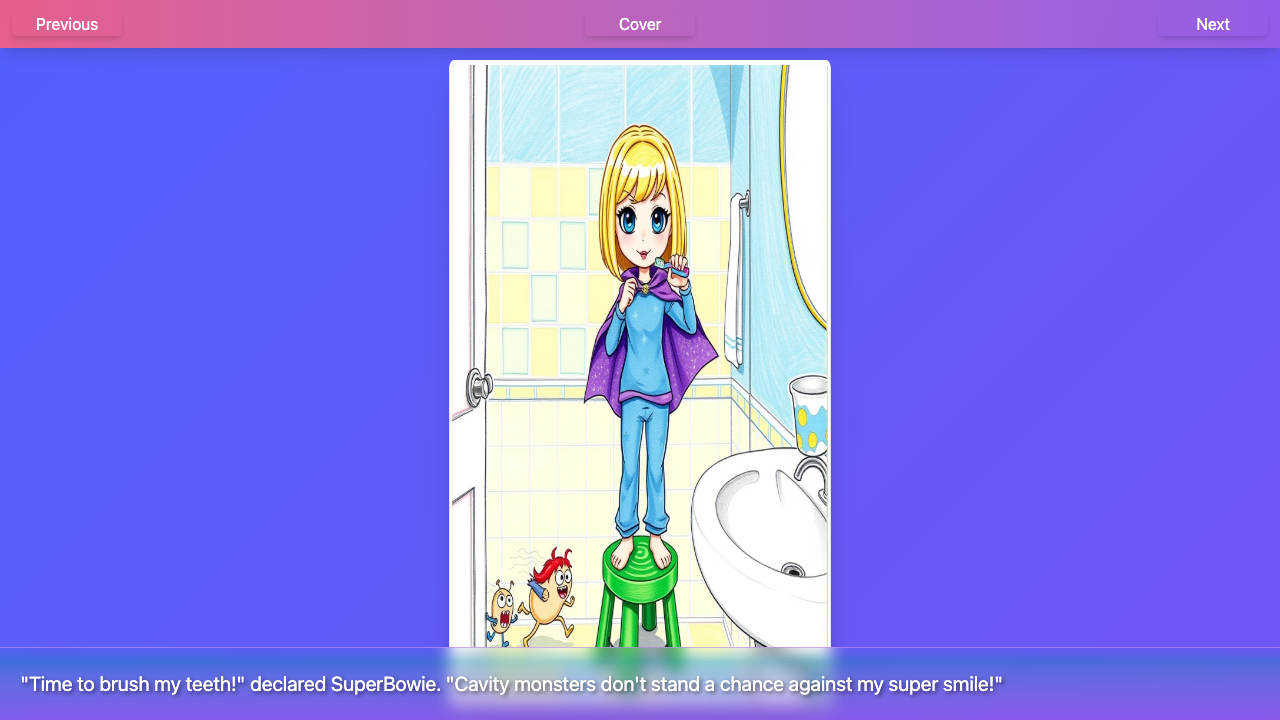 Previous
Cover
Next
"Time to brush my teeth!" declared SuperBowie. "Cavity monsters don't stand a chance against my super smile!"